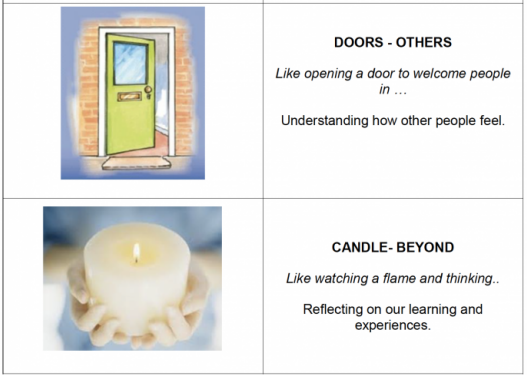 DOORS - OTHERS
Like opening a door to welcome people
in …
Understanding how other people feel.
CANDLE- BEYOND
Like watching a flame and thinking..
Reflecting on our learning and
experiences.